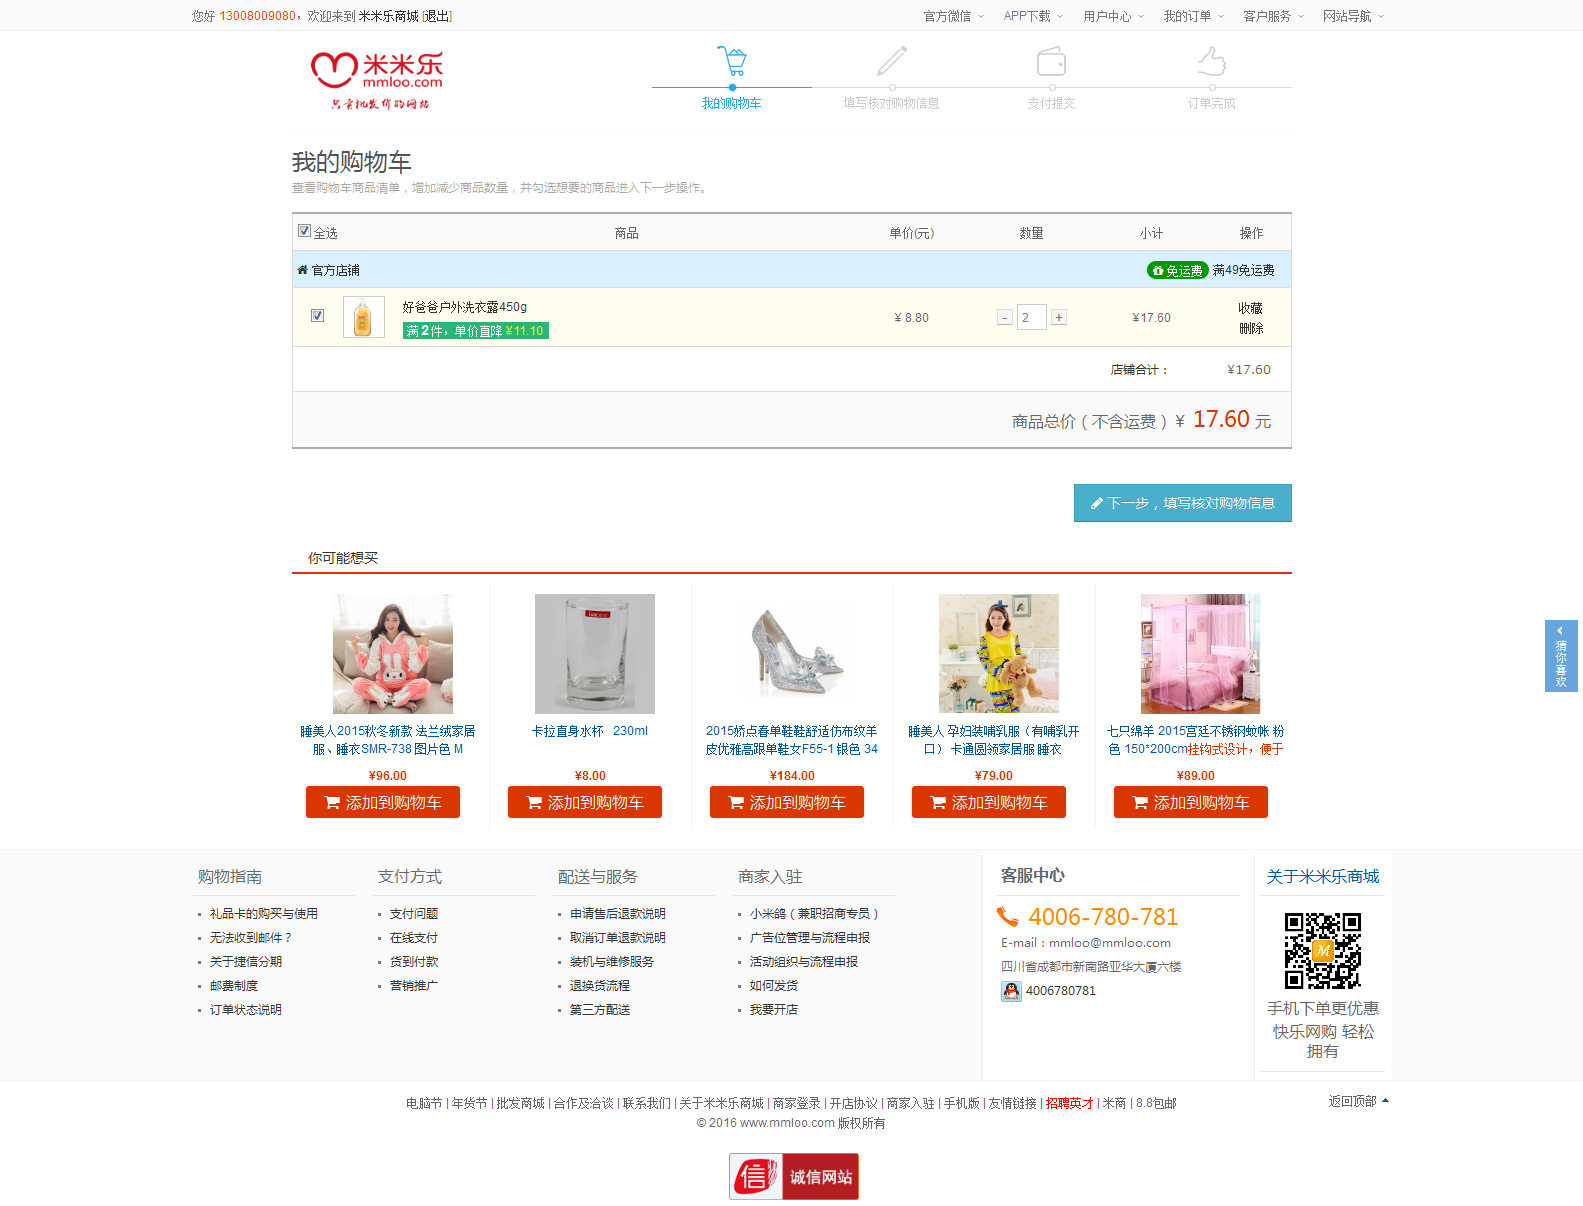 您好 13008009080，欢迎来到 米米乐商城 [退出]
官方微信 APP下载 用户中心 我的订单 客户服务 网站导航
米米乐
mmloo.com
只卖批发价的网站
我的购物车 填写核对购物信息 支付提交 订单完成
我的购物车
查看购物车商品清单，增加减少商品数量，并勾选想要的商品进入下一步操作。
全选 商品 单价(元) 数量 小计 操作
官方店铺 免运费 满49免运费
好爸爸户外洗衣露450g
满 2 件，单价直降 ¥11.10
¥ 8.80 - 2 + ¥17.60
收藏
删除
店铺合计： ¥17.60
商品总价（不含运费）¥ 17.60 元
下一步，填写核对购物信息
你可能想买
睡美人2015秋冬新款 法兰绒家居服、睡衣SMR-738 图片色 M
¥96.00
添加到购物车
卡拉直身水杯 230ml
¥8.00
添加到购物车
2015娇点春单鞋鞋舒适仿布纹羊皮优雅高跟单鞋女F55-1 银色 34
¥184.00
添加到购物车
睡美人 孕妇装哺乳服（有哺乳开口） 卡通圆领家居服 睡衣
¥79.00
添加到购物车
七只绵羊 2015宫廷不锈钢蚊帐 粉色 150*200cm挂钩式设计，便于
¥89.00
添加到购物车
猜你喜欢
购物指南
礼品卡的购买与使用
无法收到邮件？
关于捷信分期
邮费制度
订单状态说明
支付方式
支付问题
在线支付
货到付款
营销推广
配送与服务
申请售后退款说明
取消订单退款说明
装机与维修服务
退换货流程
第三方配送
商家入驻
小米鸽（兼职招商专员）
广告位管理与流程申报
活动组织与流程申报
如何发货
我要开店
客服中心
4006-780-781
E-mail：mmloo@mmloo.com
四川省成都市新南路亚华大厦六楼
4006780781
关于米米乐商城
手机下单更优惠
快乐网购 轻松
拥有
电脑节 | 年货节 | 批发商城 | 合作及洽谈 | 联系我们 | 关于米米乐商城 | 商家登录 | 开店协议 | 商家入驻 | 手机版 | 友情链接 | 招聘英才 | 米商 | 8.8包邮
返回顶部
© 2016 www.mmloo.com 版权所有
信 诚信网站